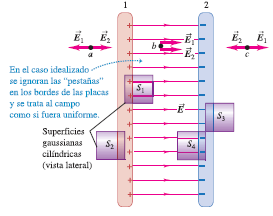 1
2
E⃗₁ E⃗₂
a
b
E⃗₁
E⃗₂
E⃗₂ E⃗₁
c
En el caso idealizado
se ignoran las “pestañas”
en los bordes de las placas
y se trata al campo
como si fuera uniforme.
S₁
E⃗
S₃
Superficies
gaussianas
cilíndricas
(vista lateral)
S₂
S₄